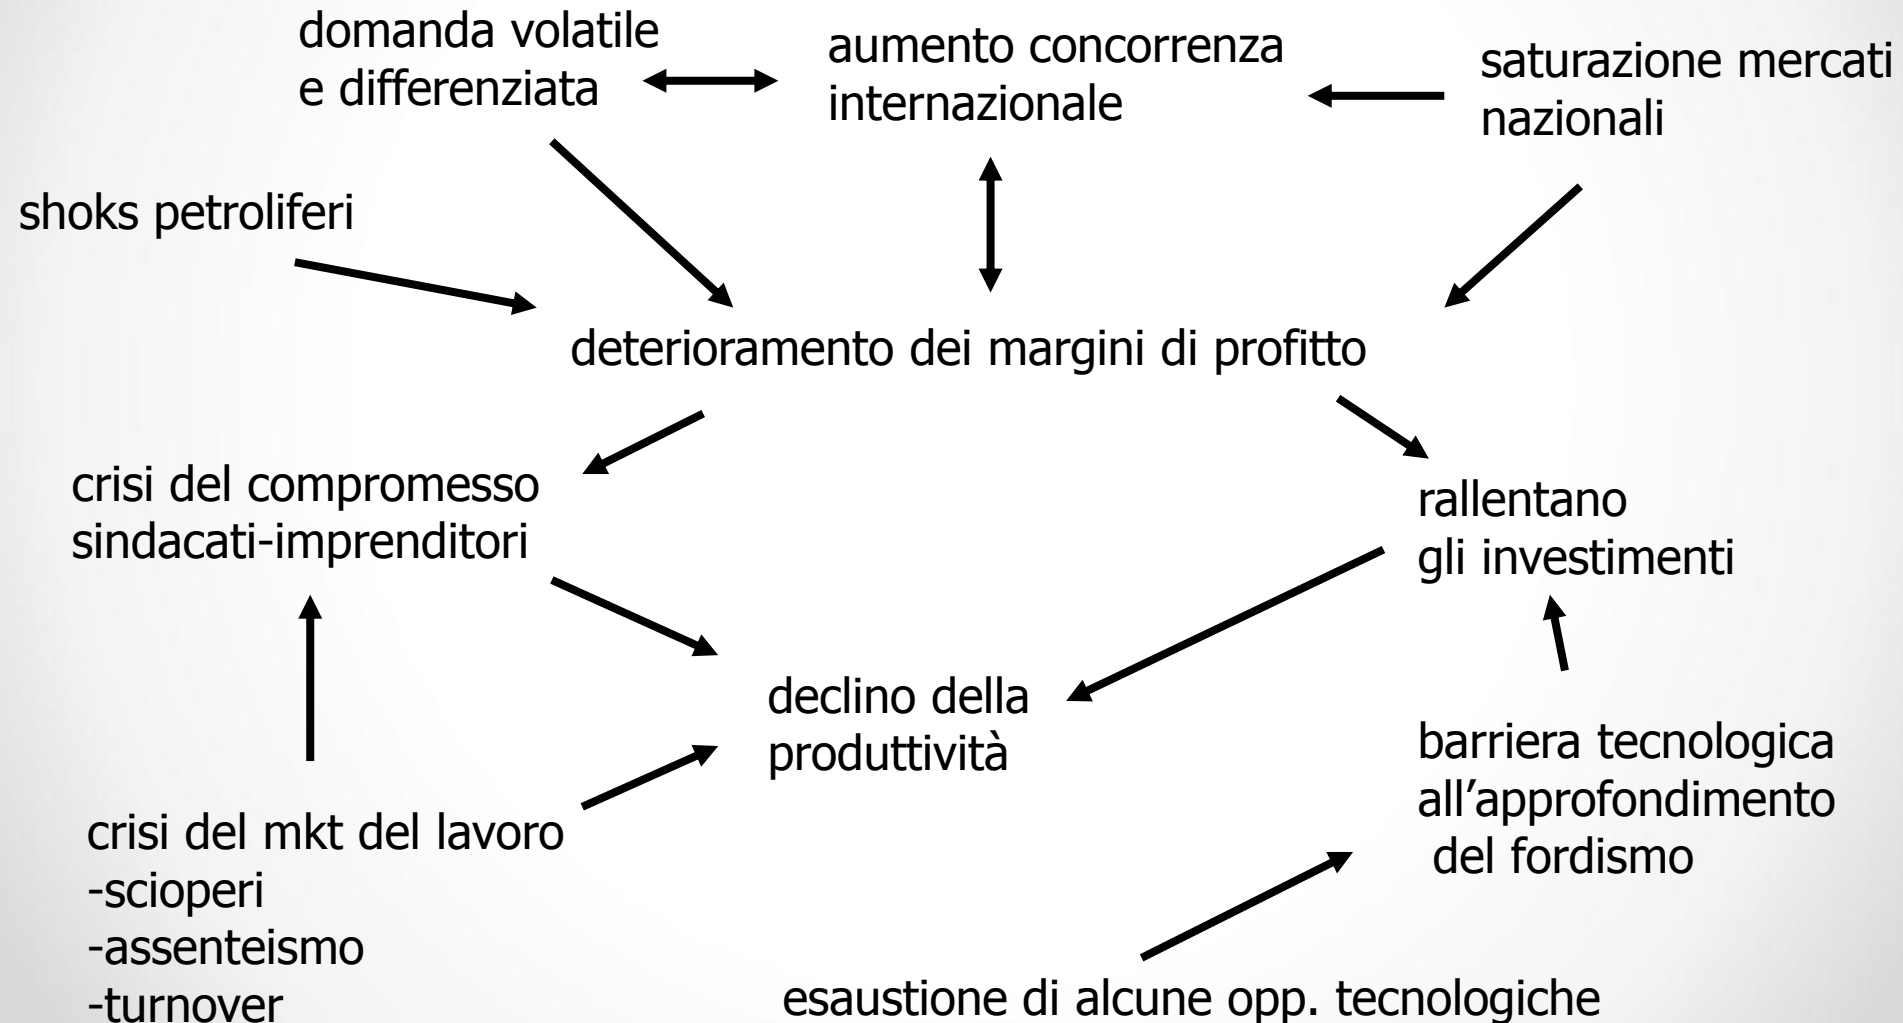 domanda volatile
e differenziata
aumento concorrenza
internazionale
saturazione mercati
nazionali
shoks petroliferi
deterioramento dei margini di profitto
crisi del compromesso
sindacati-imprenditori
rallentano
gli investimenti
declino della
produttività
barriera tecnologica
all’approfondimento
del fordismo
crisi del mkt del lavoro
-scioperi
-assenteismo
-turnover
esaustione di alcune opp. tecnologiche